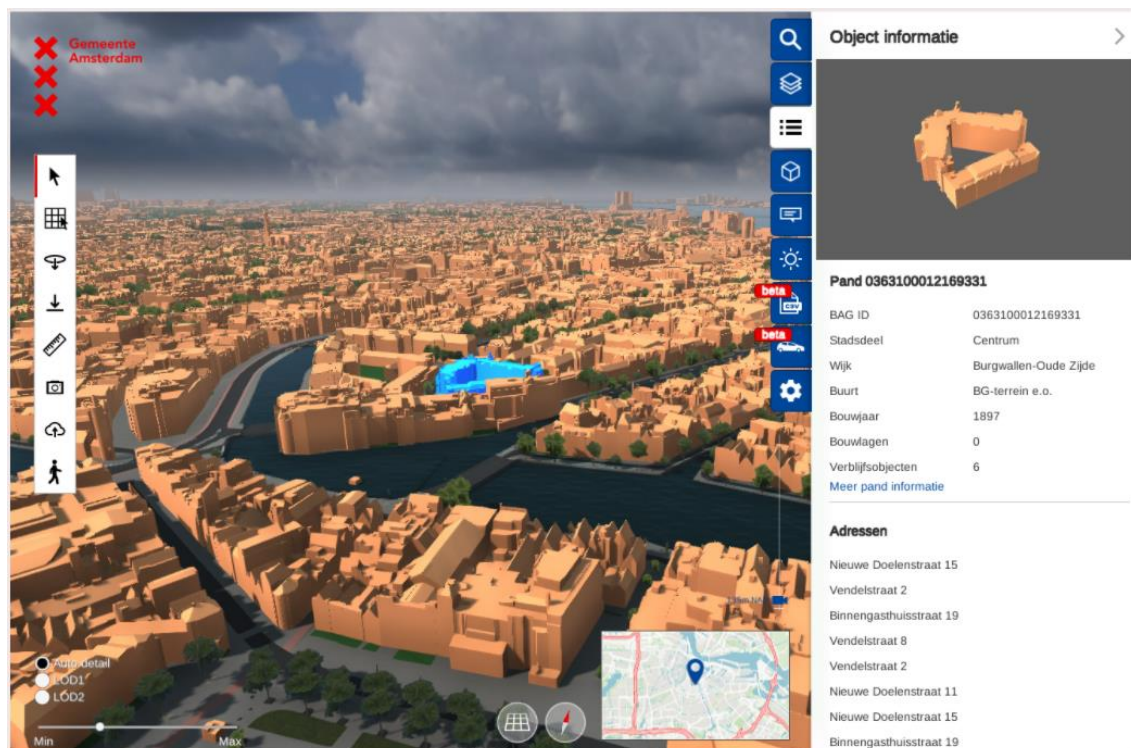 Gemeente
Amsterdam
beta
CSV
beta
Auto detail
LOD1
LOD2
Min
Max
Object informatie
Pand 0363100012169331
BAG ID 0363100012169331
Stadsdeel Centrum
Wijk Burgwallen-Oude Zijde
Buurt BG-terrein e.o.
Bouwjaar 1897
Bouwlagen 0
Verblijfsobjecten 6
Meer pand informatie
Adressen
Nieuwe Doelenstraat 15
Vendelstraat 2
Binnengasthuisstraat 19
Vendelstraat 8
Vendelstraat 2
Nieuwe Doelenstraat 11
Nieuwe Doelenstraat 15
Binnengasthuisstraat 19